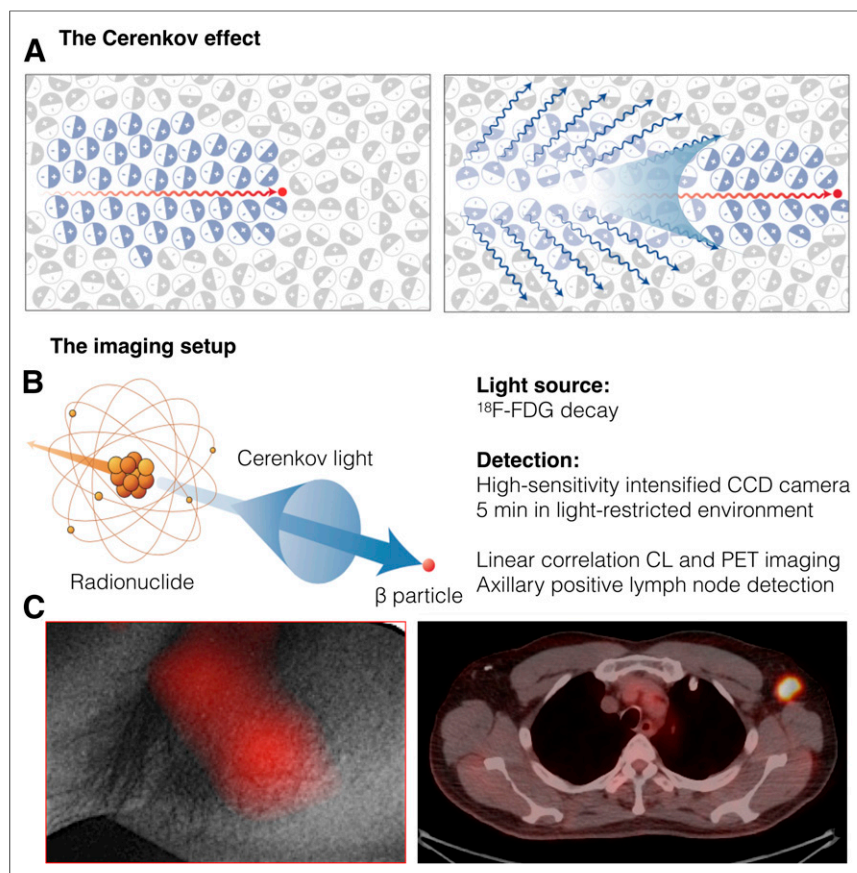 The Cerenkov effect
A
The imaging setup
B
Cerenkov light
Radionuclide
β particle
Light source:
¹⁸F-FDG decay
Detection:
High-sensitivity intensified CCD camera
5 min in light-restricted environment
Linear correlation CL and PET imaging
Axillary positive lymph node detection
C